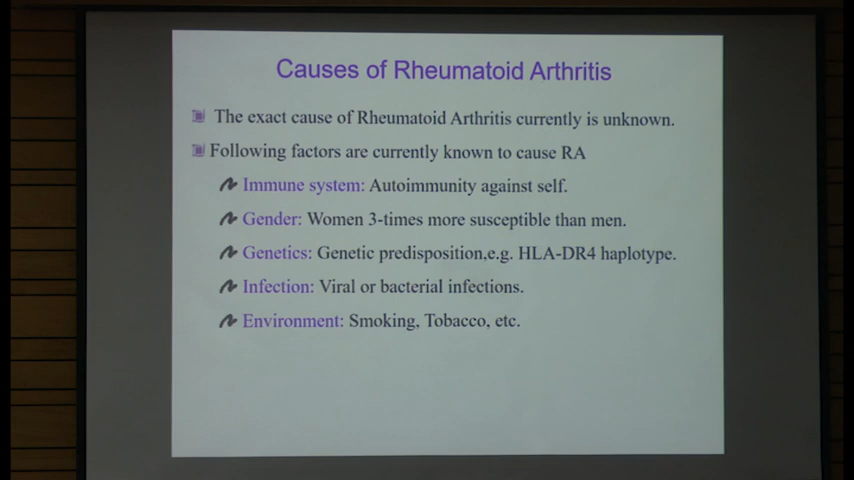 Causes of Rheumatoid Arthritis
The exact cause of Rheumatoid Arthritis currently is unknown.
Following factors are currently known to cause RA
Immune system: Autoimmunity against self.
Gender: Women 3-times more susceptible than men.
Genetics: Genetic predisposition,e.g. HLA-DR4 haplotype.
Infection: Viral or bacterial infections.
Environment: Smoking, Tobacco, etc.